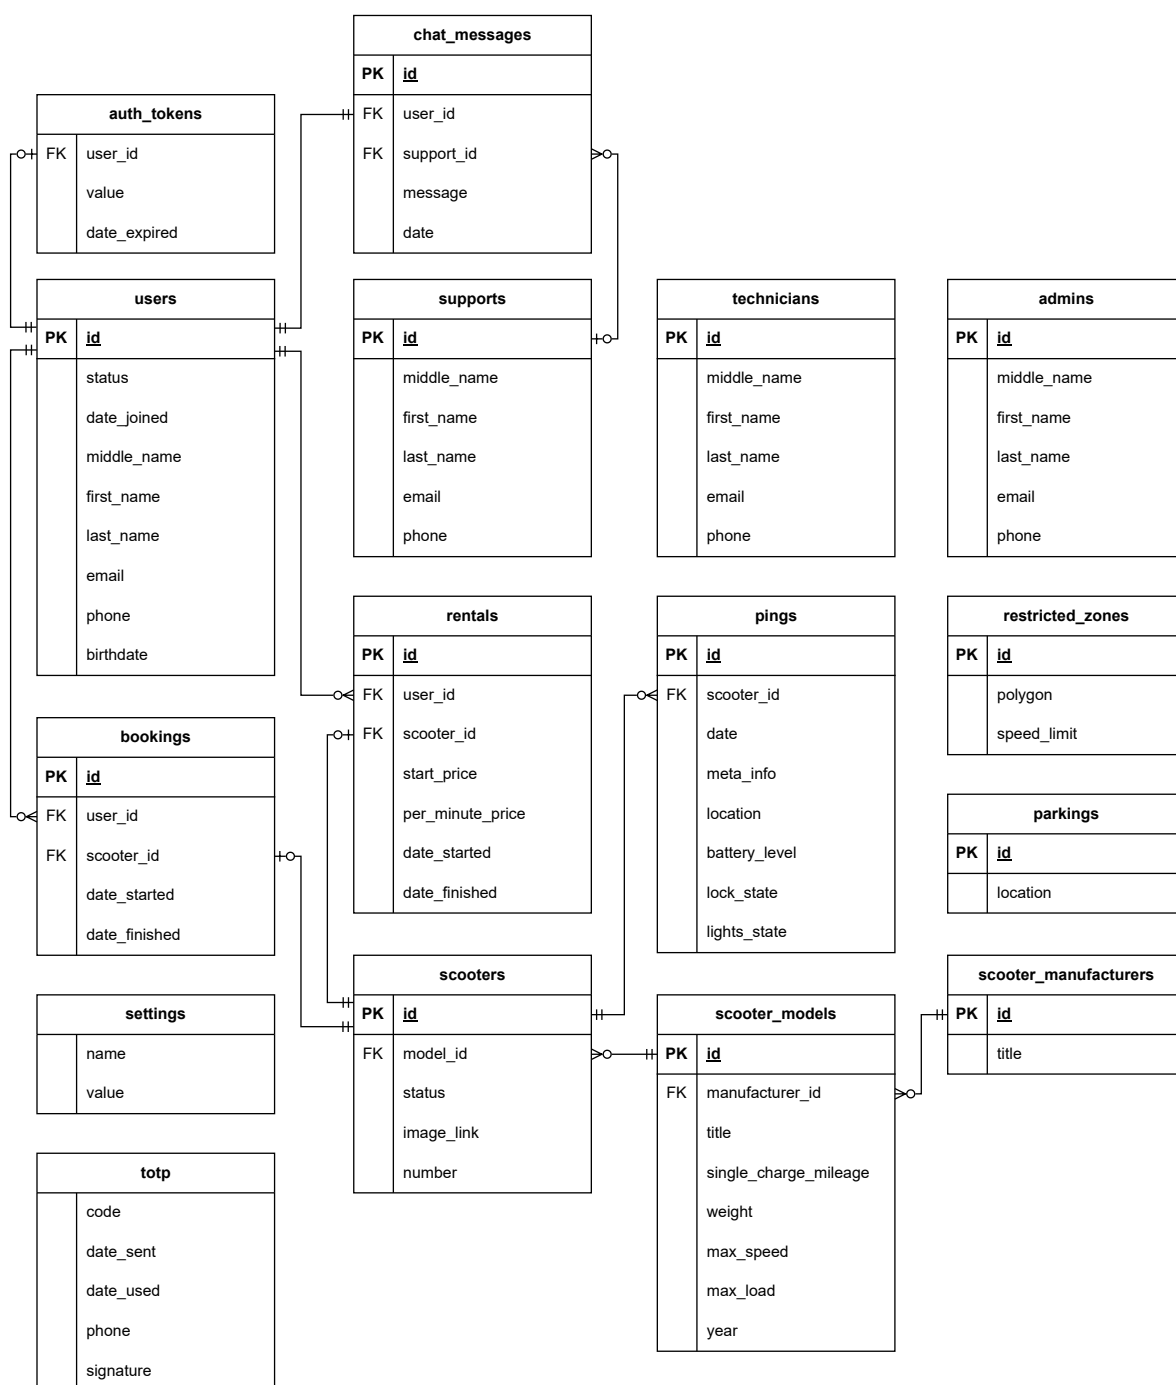 chat_messages
PK id
FK user_id
FK support_id
message
date
auth_tokens
FK user_id
value
date_expired
users
PK id
status
date_joined
middle_name
first_name
last_name
email
phone
birthdate
supports
PK id
middle_name
first_name
last_name
email
phone
technicians
PK id
middle_name
first_name
last_name
email
phone
admins
PK id
middle_name
first_name
last_name
email
phone
rentals
PK id
FK user_id
FK scooter_id
start_price
per_minute_price
date_started
date_finished
pings
PK id
FK scooter_id
date
meta_info
location
battery_level
lock_state
lights_state
restricted_zones
PK id
polygon
speed_limit
bookings
PK id
FK user_id
FK scooter_id
date_started
date_finished
parkings
PK id
location
settings
name
value
scooters
PK id
FK model_id
status
image_link
number
scooter_models
PK id
FK manufacturer_id
title
single_charge_mileage
weight
max_speed
max_load
year
scooter_manufacturers
PK id
title
totp
code
date_sent
date_used
phone
signature